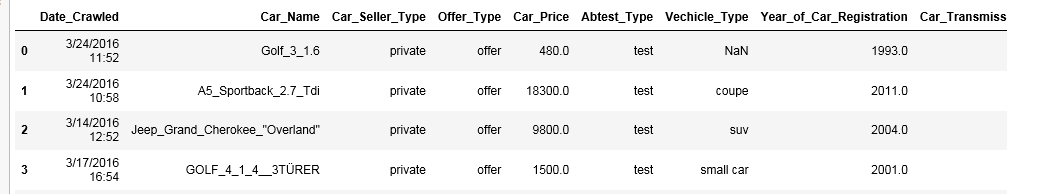 Date_Crawled Car_Name Car_Seller_Type Offer_Type Car_Price Abtest_Type Vechicle_Type Year_of_Car_Registration Car_Transmiss
0 3/24/2016 11:52 Golf_3_1.6 private offer 480.0 test NaN 1993.0
1 3/24/2016 10:58 A5_Sportback_2.7_Tdi private offer 18300.0 test coupe 2011.0
2 3/14/2016 12:52 Jeep_Grand_Cherokee_"Overland" private offer 9800.0 test suv 2004.0
3 3/17/2016 16:54 GOLF_4_1_4__3TÜRER private offer 1500.0 test small car 2001.0